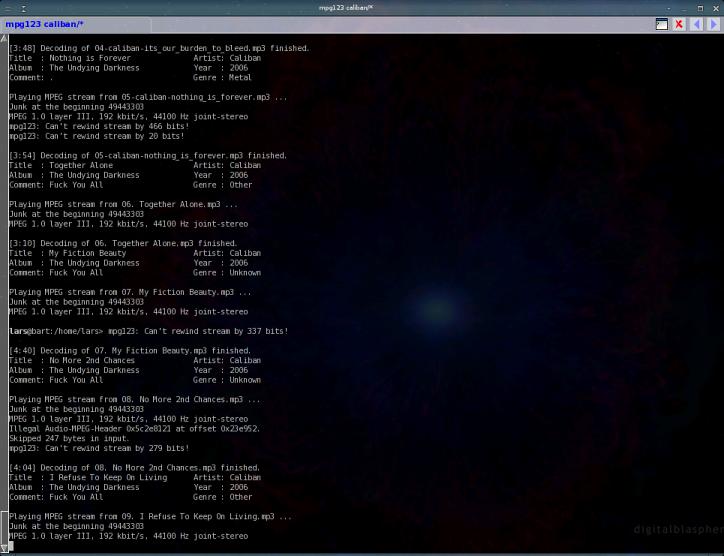 mpg123 caliban/*
mpg123 caliban/*
[3:48] Decoding of 04-caliban-its_our_burden_to_bleed.mp3 finished.
Title  : Nothing is Forever             Artist: Caliban
Album  : The Undying Darkness           Year  : 2006
Comment: .                              Genre : Metal
Playing MPEG stream from 05-caliban-nothing_is_forever.mp3 ...
Junk at the beginning 49443303
MPEG 1.0 layer III, 192 kbit/s, 44100 Hz joint-stereo
mpg123: Can't rewind stream by 466 bits!
mpg123: Can't rewind stream by 20 bits!
[3:54] Decoding of 05-caliban-nothing_is_forever.mp3 finished.
Title  : Together Alone                 Artist: Caliban
Album  : The Undying Darkness           Year  : 2006
Comment: Fuck You All                   Genre : Other
Playing MPEG stream from 06. Together Alone.mp3 ...
Junk at the beginning 49443303
MPEG 1.0 layer III, 192 kbit/s, 44100 Hz joint-stereo
[3:10] Decoding of 06. Together Alone.mp3 finished.
Title  : My Fiction Beauty              Artist: Caliban
Album  : The Undying Darkness           Year  : 2006
Comment: Fuck You All                   Genre : Unknown
Playing MPEG stream from 07. My Fiction Beauty.mp3 ...
Junk at the beginning 49443303
MPEG 1.0 layer III, 192 kbit/s, 44100 Hz joint-stereo
lars@bart:/home/lars> mpg123: Can't rewind stream by 337 bits!
[4:40] Decoding of 07. My Fiction Beauty.mp3 finished.
Title  : No More 2nd Chances            Artist: Caliban
Album  : The Undying Darkness           Year  : 2006
Comment: Fuck You All                   Genre : Unknown
Playing MPEG stream from 08. No More 2nd Chances.mp3 ...
Junk at the beginning 49443303
MPEG 1.0 layer III, 192 kbit/s, 44100 Hz joint-stereo
Illegal Audio-MPEG-Header 0x5c2e8121 at offset 0x23e952.
Skipped 247 bytes in input.
mpg123: Can't rewind stream by 279 bits!
[4:04] Decoding of 08. No More 2nd Chances.mp3 finished.
Title  : I Refuse To Keep On Living     Artist: Caliban
Album  : The Undying Darkness           Year  : 2006
Comment: Fuck You All                   Genre : Other
Playing MPEG stream from 09. I Refuse To Keep On Living.mp3 ...
Junk at the beginning 49443303
MPEG 1.0 layer III, 192 kbit/s, 44100 Hz joint-stereo
digitalblasphe